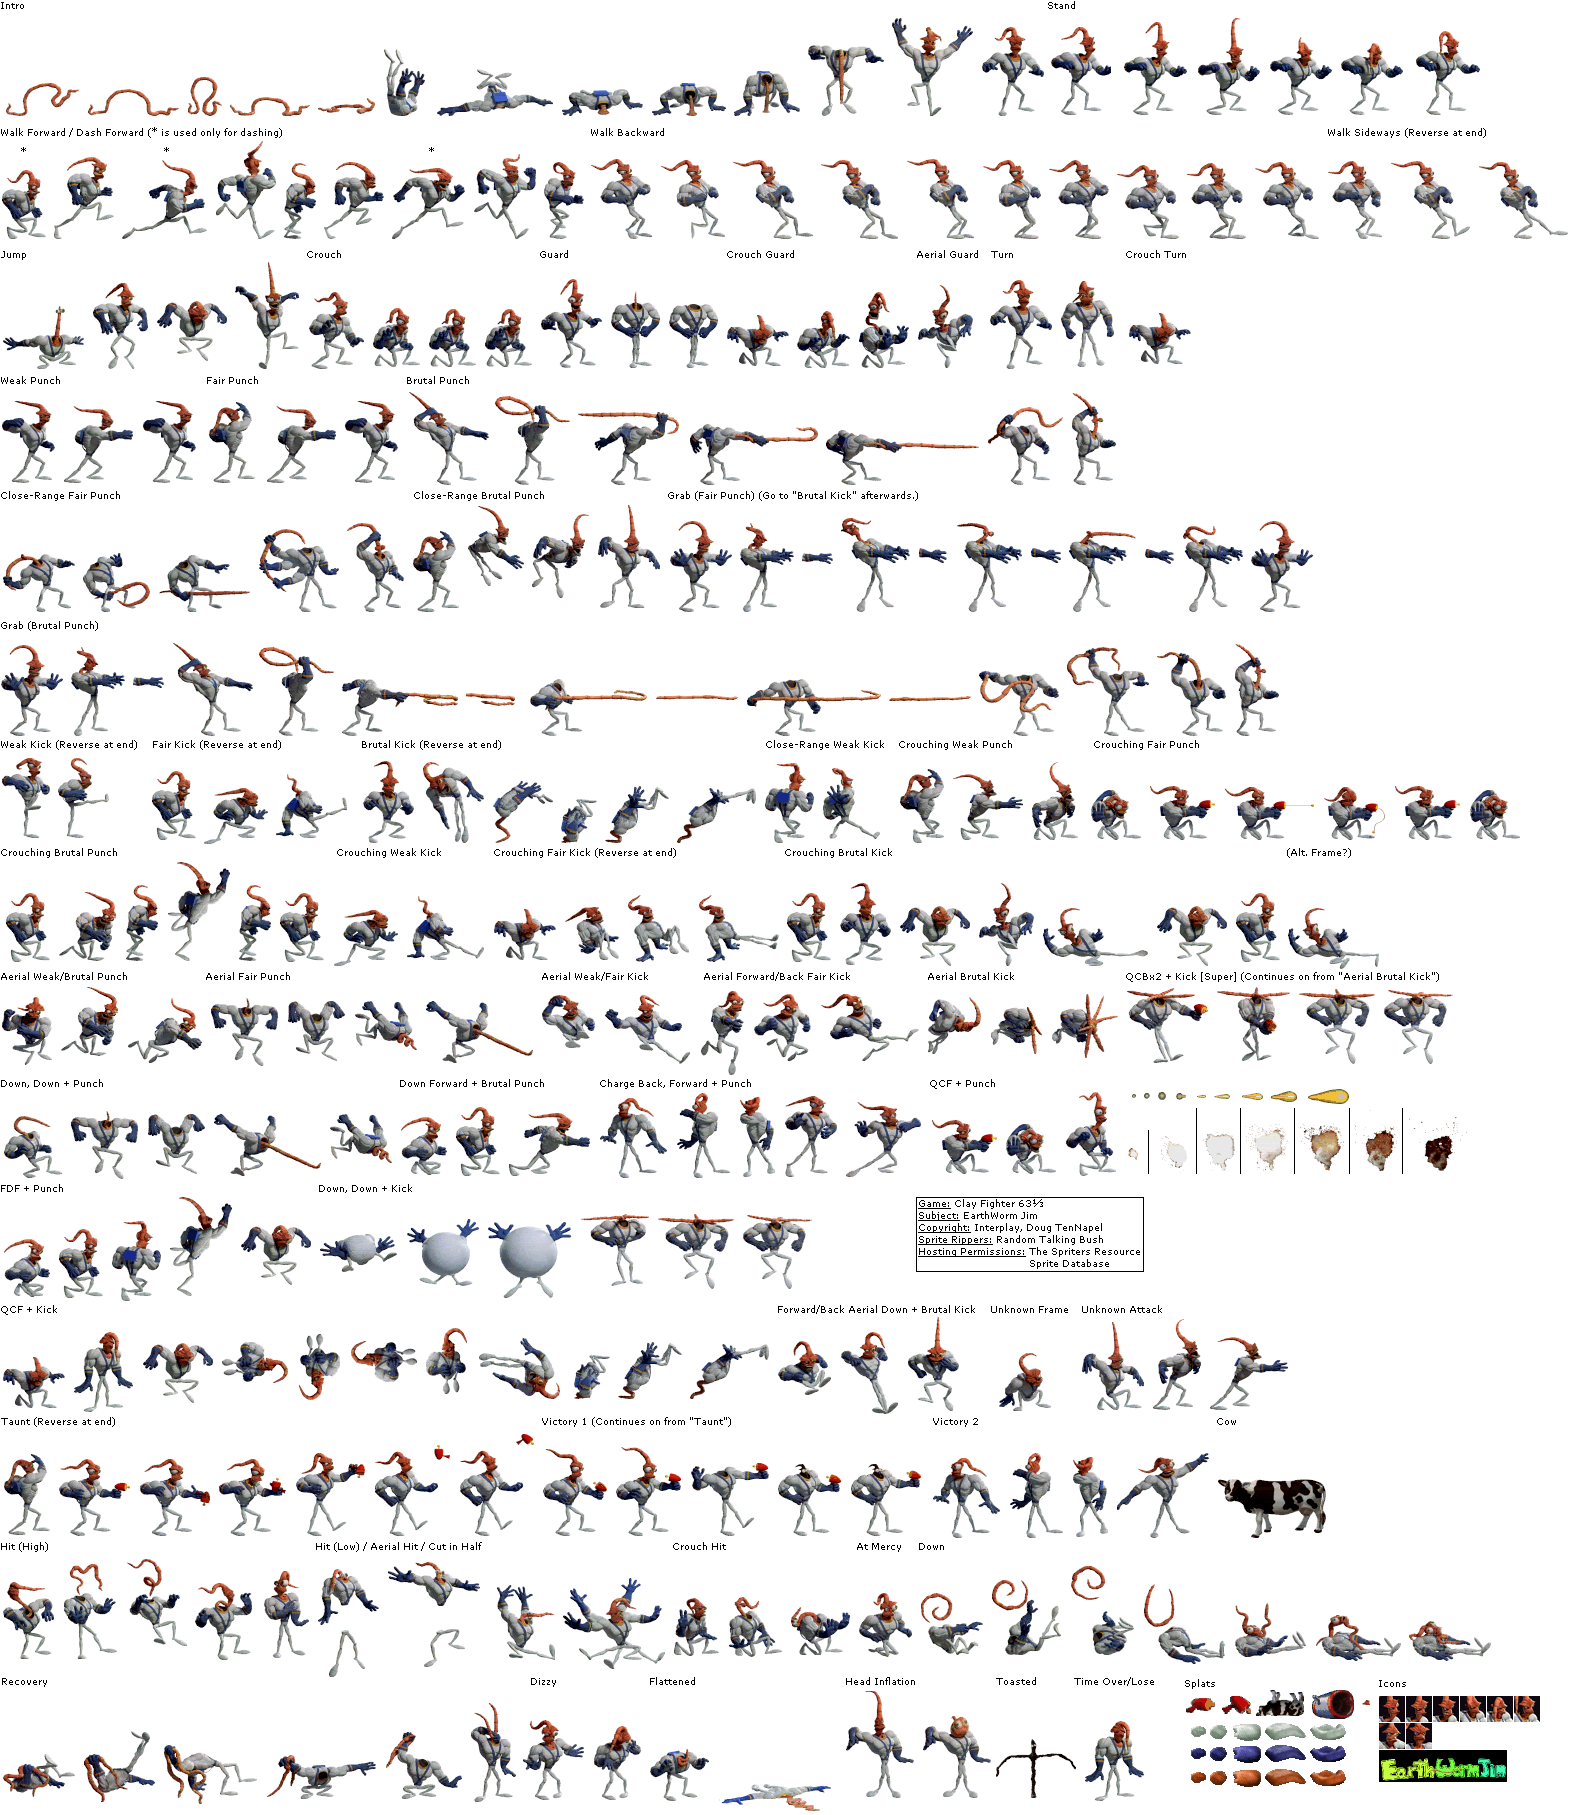 Intro
Stand
Walk Forward / Dash Forward (* is used only for dashing)
Walk Backward
Walk Sideways (Reverse at end)
*
*
*
Jump
Crouch
Guard
Crouch Guard
Aerial Guard
Turn
Crouch Turn
Weak Punch
Fair Punch
Brutal Punch
Close-Range Fair Punch
Close-Range Brutal Punch
Grab (Fair Punch) (Go to "Brutal Kick" afterwards.)
Grab (Brutal Punch)
Weak Kick (Reverse at end)
Fair Kick (Reverse at end)
Brutal Kick (Reverse at end)
Close-Range Weak Kick
Crouching Weak Punch
Crouching Fair Punch
Crouching Brutal Punch
Crouching Weak Kick
Crouching Fair Kick (Reverse at end)
Crouching Brutal Kick
(Alt. Frame?)
Aerial Weak/Brutal Punch
Aerial Fair Punch
Aerial Weak/Fair Kick
Aerial Forward/Back Fair Kick
Aerial Brutal Kick
QCBx2 + Kick [Super] (Continues on from "Aerial Brutal Kick")
Down, Down + Punch
Down Forward + Brutal Punch
Charge Back, Forward + Punch
QCF + Punch
FDF + Punch
Down, Down + Kick
Game: Clay Fighter 63⅓
Subject: EarthWorm Jim
Copyright: Interplay, Doug TenNapel
Sprite Rippers: Random Talking Bush
Hosting Permissions: The Spriters Resource
Sprite Database
QCF + Kick
Forward/Back Aerial Down + Brutal Kick
Unknown Frame
Unknown Attack
Taunt (Reverse at end)
Victory 1 (Continues on from "Taunt")
Victory 2
Cow
Hit (High)
Hit (Low) / Aerial Hit / Cut in Half
Crouch Hit
At Mercy
Down
Recovery
Dizzy
Flattened
Head Inflation
Toasted
Time Over/Lose
Splats
Icons
EarthWormJim